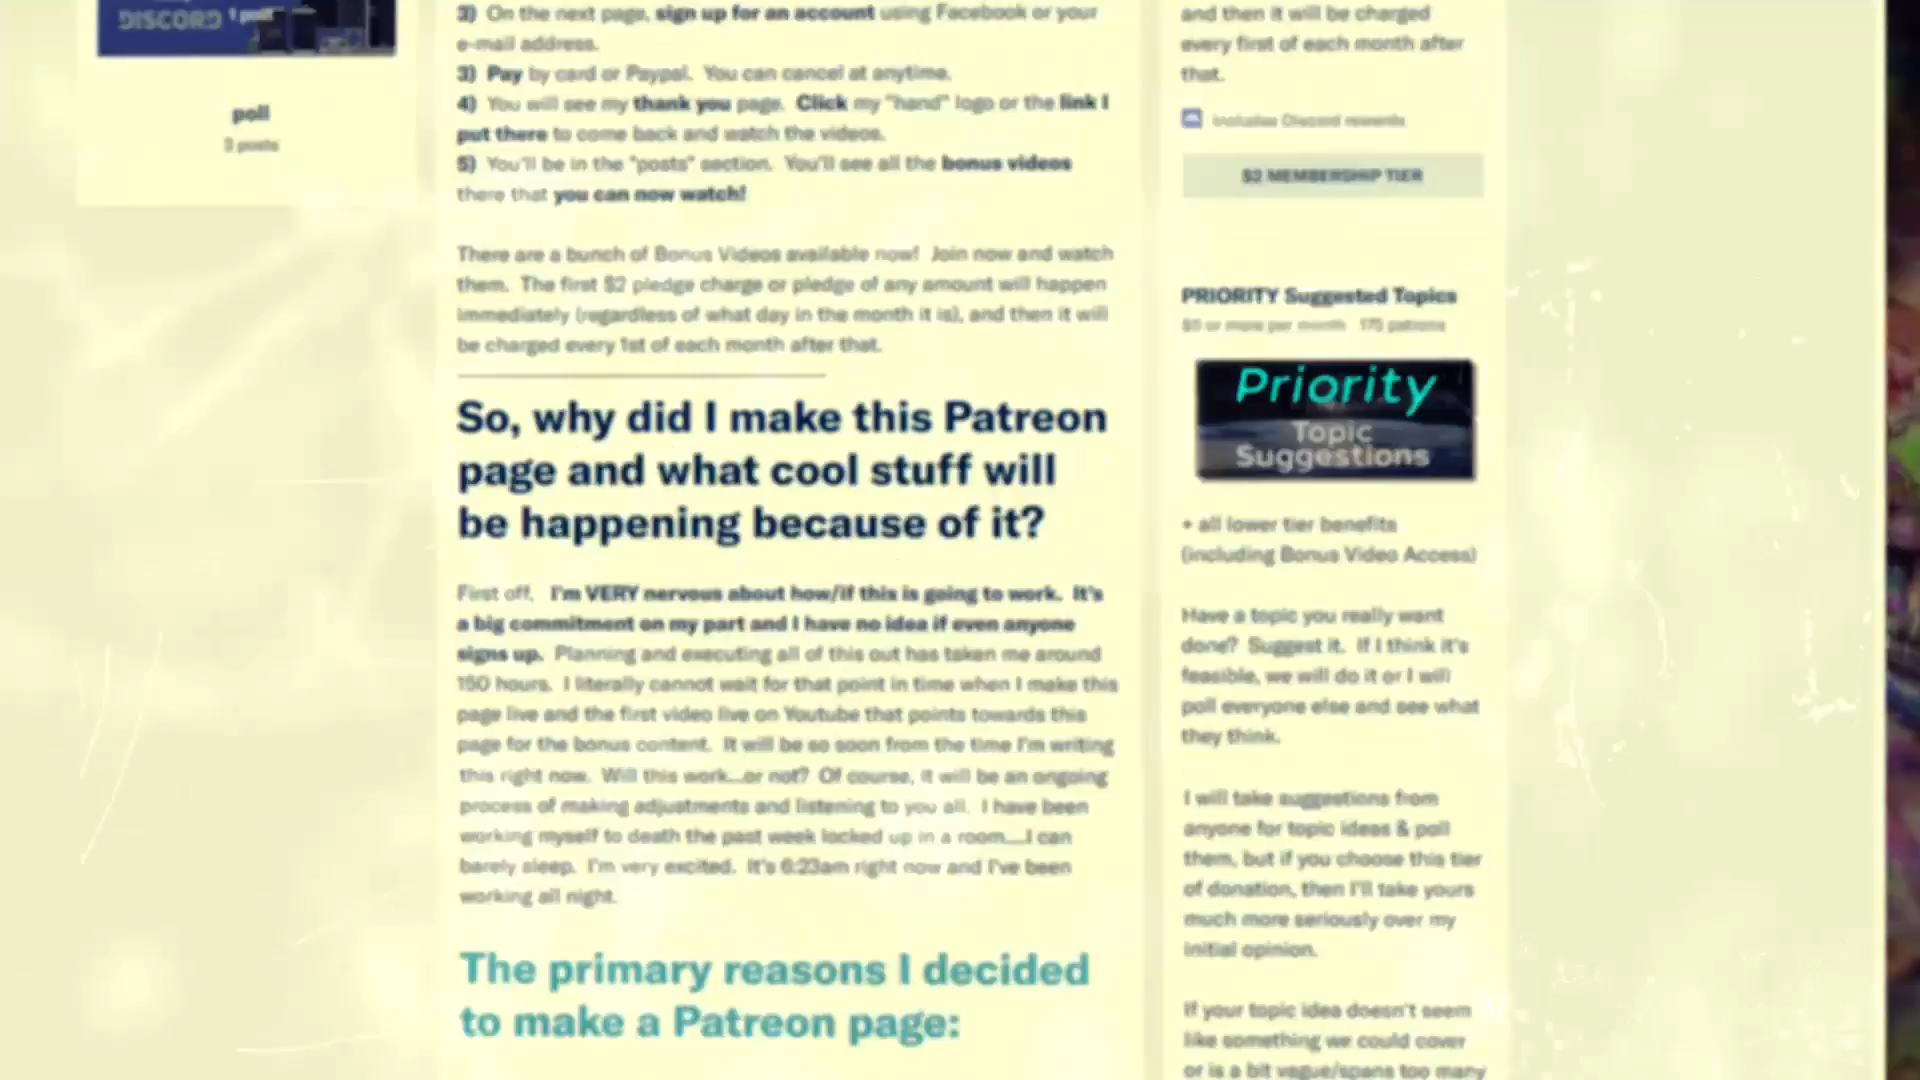 DISCORD
1 poll
poll
3 posts
3) On the next page, sign up for an account using Facebook or your
e-mail address.
3) Pay by card or Paypal. You can cancel at anytime.
4) You will see my thank you page. Click my "hand" logo or the link I
put there to come back and watch the videos.
5) You'll be in the "posts" section. You'll see all the bonus videos
there that you can now watch!
There are a bunch of Bonus Videos available now! Join now and watch
them. The first $2 pledge charge or pledge of any amount will happen
immediately (regardless of what day in the month it is), and then it will
be charged every 1st of each month after that.
So, why did I make this Patreon
page and what cool stuff will
be happening because of it?
First off, I'm VERY nervous about how/if this is going to work. It's
a big commitment on my part and I have no idea if even anyone
signs up. Planning and executing all of this out has taken me around
150 hours. I literally cannot wait for that point in time when I make this
page live and the first video live on Youtube that points towards this
page for the bonus content. It will be so soon from the time I'm writing
this right now. Will this work...or not? Of course, it will be an ongoing
process of making adjustments and listening to you all. I have been
working myself to death the past week locked up in a room....I can
barely sleep. I'm very excited. It's 6:23am right now and I've been
working all night.
The primary reasons I decided
to make a Patreon page:
and then it will be charged
every first of each month after
that.
Includes Discord rewards
$2 MEMBERSHIP TIER
PRIORITY Suggested Topics
$5 or more per month 175 patrons
Priority
Topic
Suggestions
+ all lower tier benefits
(including Bonus Video Access)
Have a topic you really want
done? Suggest it. If I think it's
feasible, we will do it or I will
poll everyone else and see what
they think.
I will take suggestions from
anyone for topic ideas & poll
them, but if you choose this tier
of donation, then I'll take yours
much more seriously over my
initial opinion.
If your topic idea doesn't seem
like something we could cover
or is a bit vague/spans too many